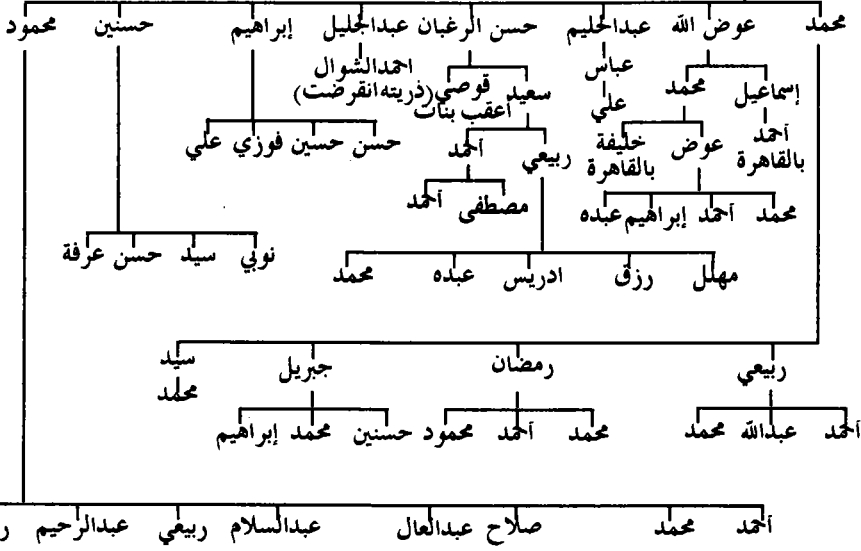 محمد عوض الله عبدالحليم حسن الرغبان عبدالجليل إبراهيم حسنين محمود
إسماعيل محمد عباس سعيد قوصي احمد الشوال
علي أعقب بنات (ذريته انقرضت)
أحمد عوض خليفة ربيعي أحمد حسن حسين فوزي علي
بالقاهرة بالقاهرة
محمد أحمد إبراهيم عبده مصطفى أحمد
نوبي سيد حسن عرفة
مهلل رزق ادريس عبده محمد
ربيعي رمضان جبريل سيد
محمد
أحمد عبدالله محمد محمد أحمد محمود حسنين محمد إبراهيم
أحمد محمد صلاح عبدالعال عبدالسلام ربيعي عبدالرحيم